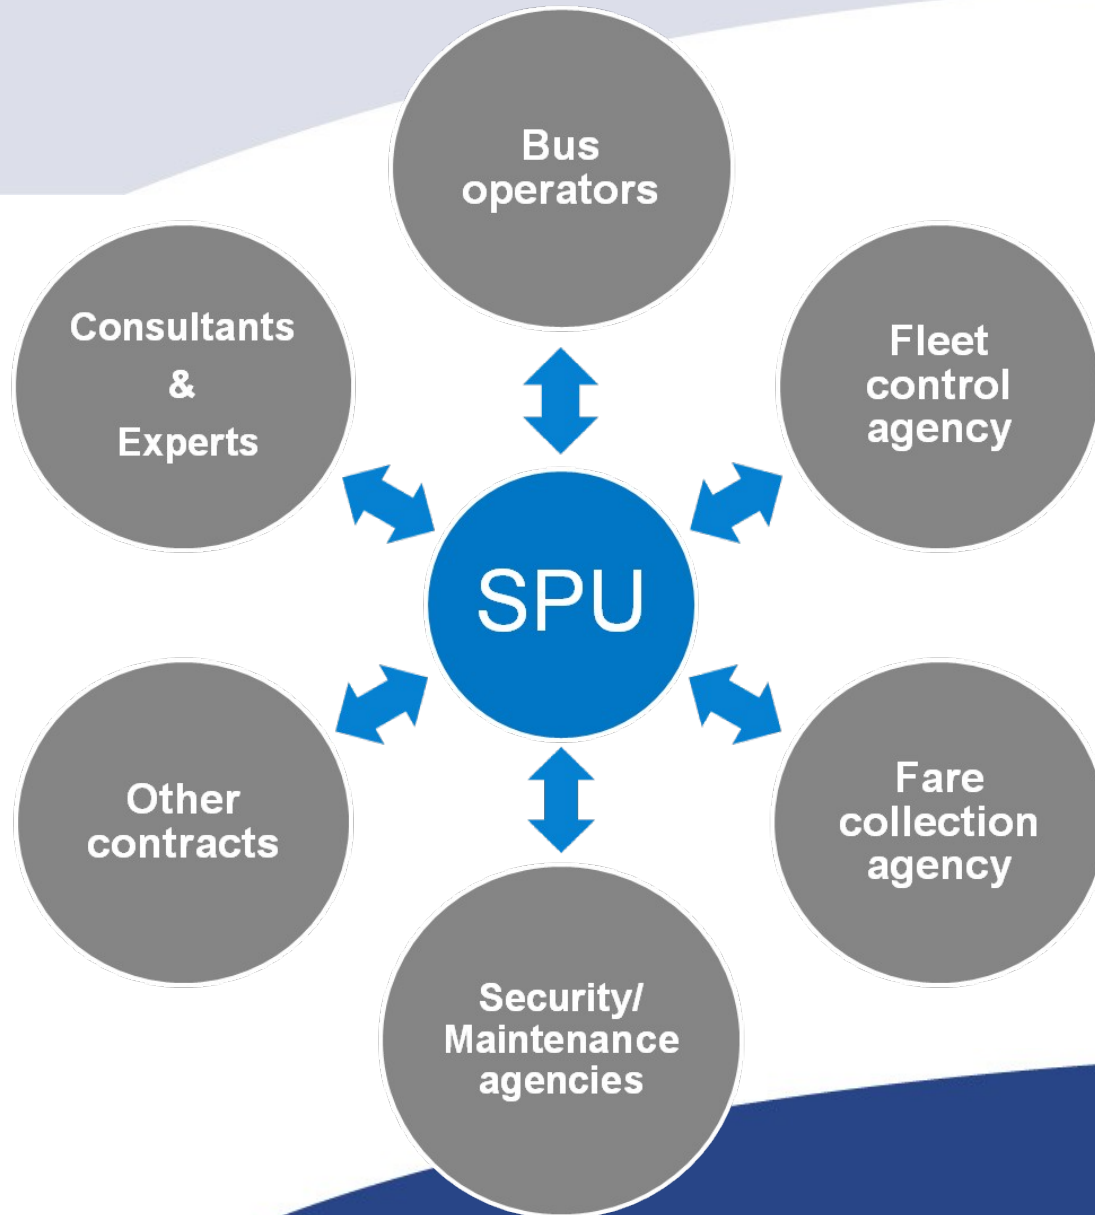 Bus
operators
Consultants
&
Experts
Fleet
control
agency
SPU
Other
contracts
Fare
collection
agency
Security/
Maintenance
agencies